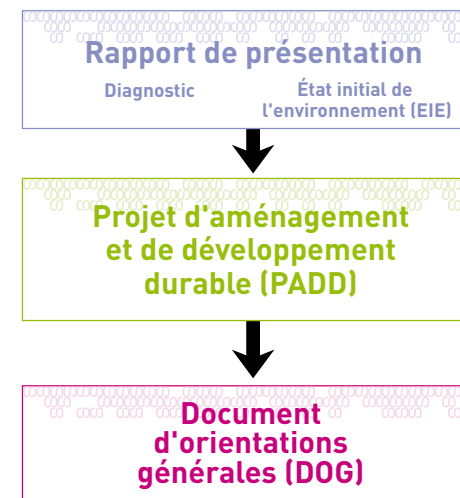 Rapport de présentation
Diagnostic
État initial de
l'environnement (EIE)
Projet d'aménagement
et de développement
durable (PADD)
Document
d'orientations
générales (DOG)